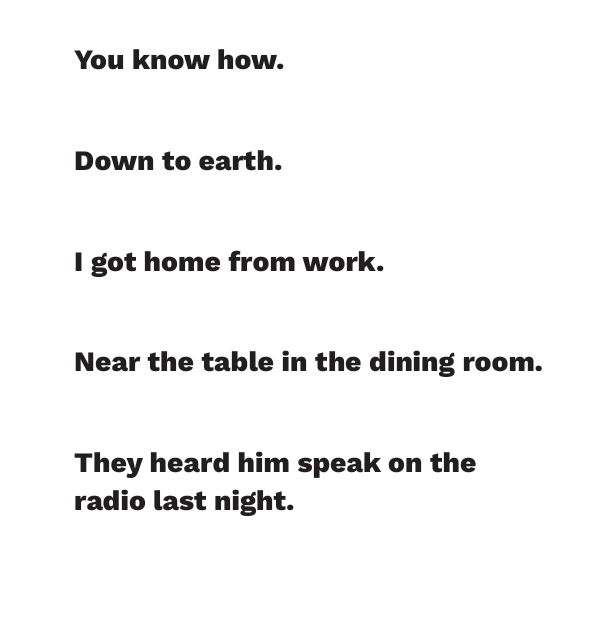 You know how.
Down to earth.
I got home from work.
Near the table in the dining room.
They heard him speak on the
radio last night.